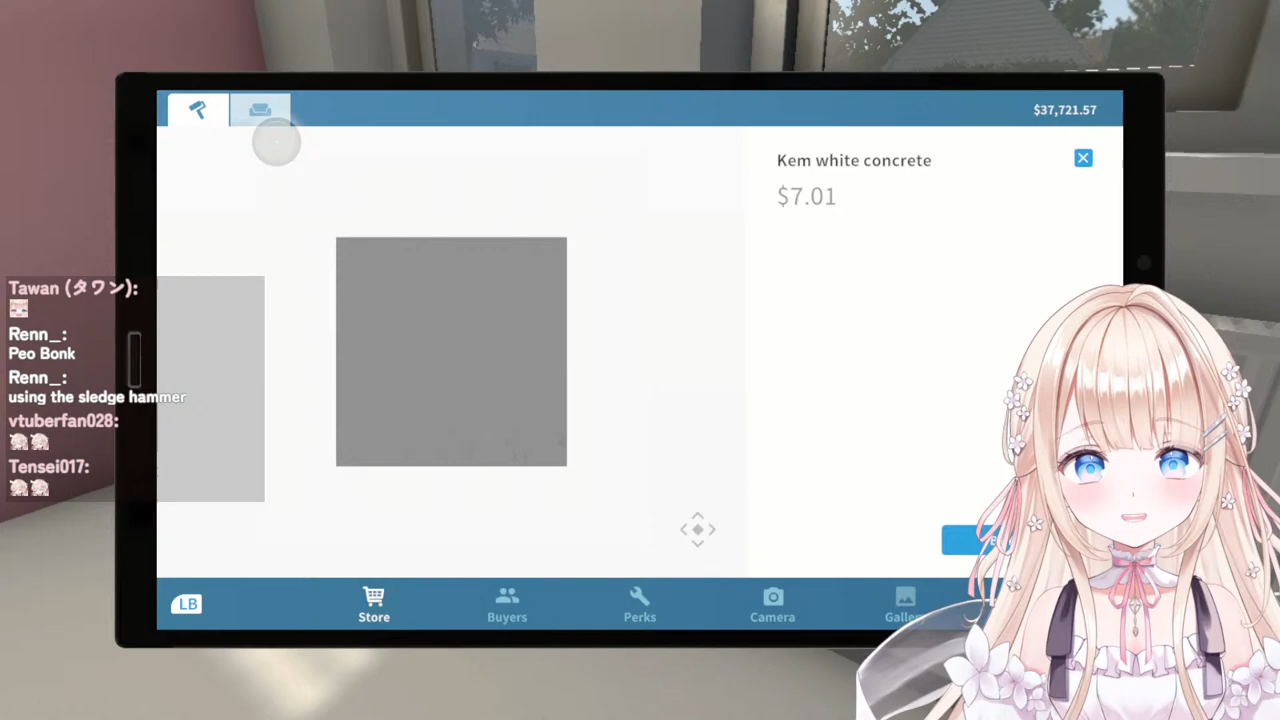 $37,721.57
Kem white concrete
$7.01
Tawan (タワン):
Renn_:
Peo Bonk
Renn_:
using the sledge hammer
vtuberfan028:
Tensei017:
LB
Store
Buyers
Perks
Camera